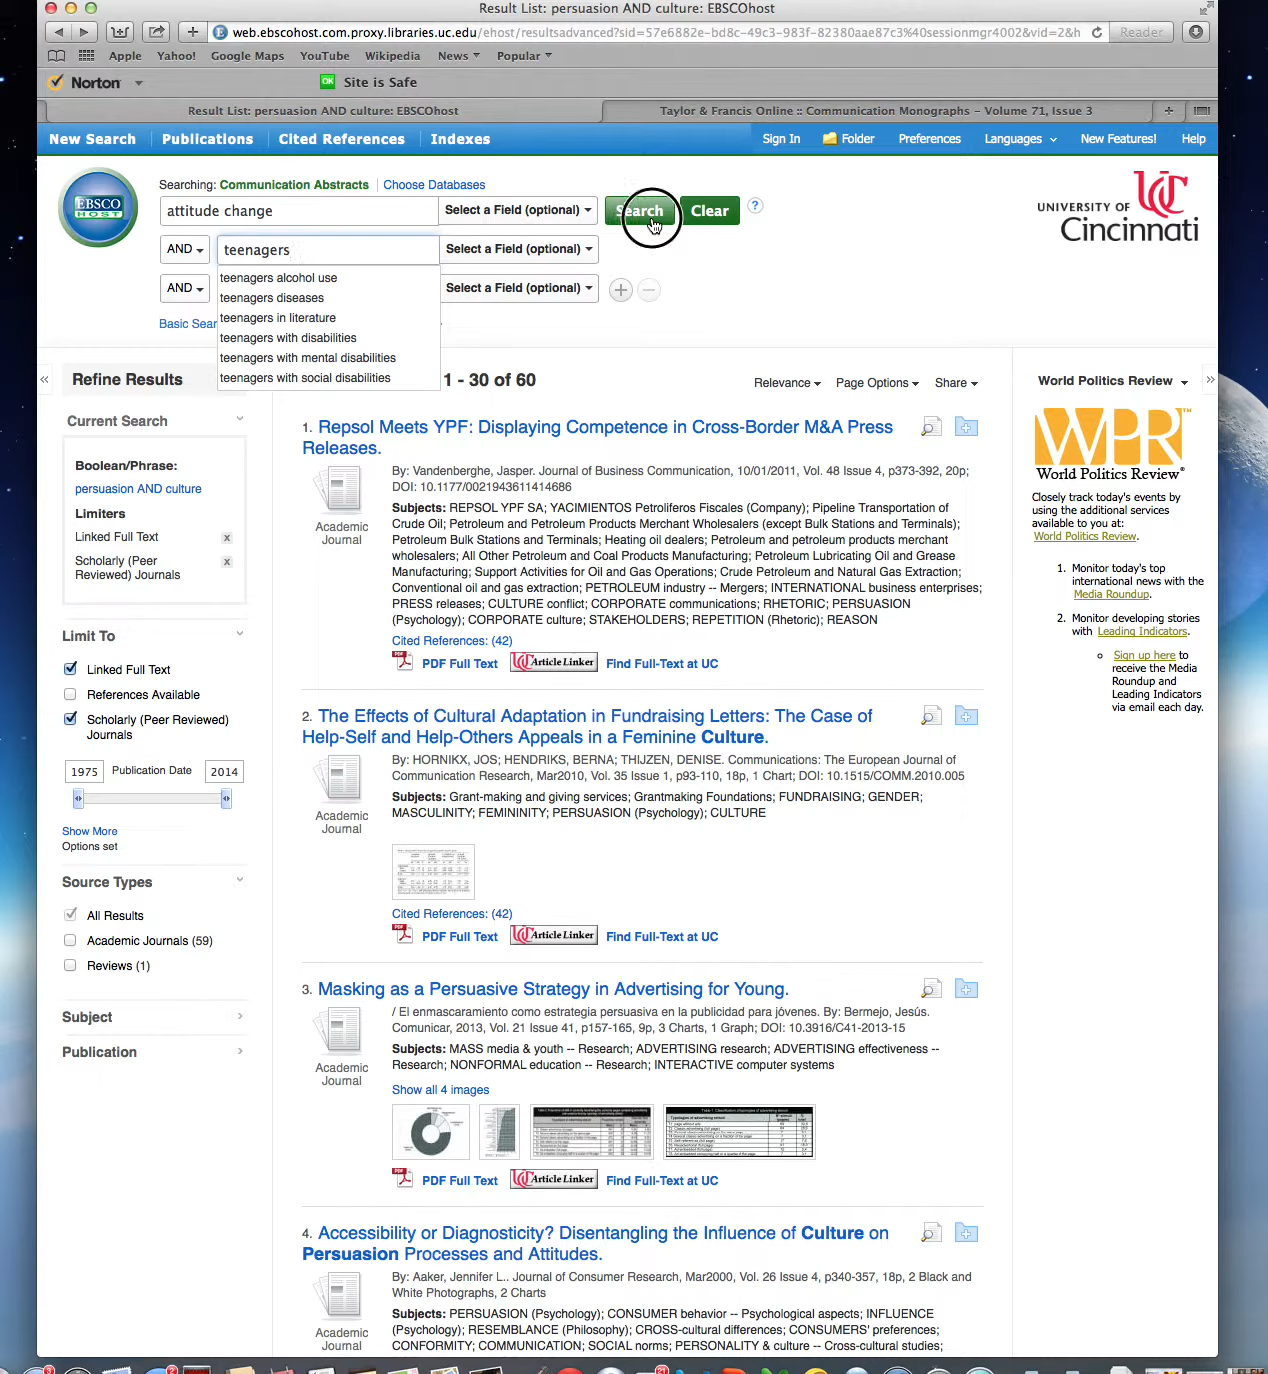 Result List: persuasion AND culture: EBSCOhost
web.ebscohost.com.proxy.libraries.uc.edu/ehost/resultsadvanced?sid=57e6882e-bd8c-49c3-983f-82380aae87c3%40sessionmgr4002&vid=2&h
Reader
Apple Yahoo! Google Maps YouTube Wikipedia News Popular
Norton OK Site is Safe
Result List: persuasion AND culture: EBSCOhost Taylor & Francis Online :: Communication Monographs – Volume 71, Issue 3
New Search Publications Cited References Indexes Sign In Folder Preferences Languages New Features! Help
EBSCO
HOST
Searching: Communication Abstracts Choose Databases
attitude change Select a Field (optional) Search Clear ?
AND teenagers Select a Field (optional)
AND Select a Field (optional)
teenagers alcohol use
teenagers diseases
teenagers in literature
teenagers with disabilities
teenagers with mental disabilities
teenagers with social disabilities
Basic Sear
UNIVERSITY OF
Cincinnati
Refine Results
Current Search
Boolean/Phrase:
persuasion AND culture
Limiters
Linked Full Text x
Scholarly (Peer x
Reviewed) Journals
Limit To
Linked Full Text
References Available
Scholarly (Peer Reviewed)
Journals
1975 Publication Date 2014
Show More
Options set
Source Types
All Results
Academic Journals (59)
Reviews (1)
Subject
Publication
1 - 30 of 60 Relevance Page Options Share
1. Repsol Meets YPF: Displaying Competence in Cross-Border M&A Press
Releases.
By: Vandenberghe, Jasper. Journal of Business Communication, 10/01/2011, Vol. 48 Issue 4, p373-392, 20p;
DOI: 10.1177/0021943611414686
Academic
Journal
Subjects: REPSOL YPF SA; YACIMIENTOS Petroliferos Fiscales (Company); Pipeline Transportation of
Crude Oil; Petroleum and Petroleum Products Merchant Wholesalers (except Bulk Stations and Terminals);
Petroleum Bulk Stations and Terminals; Heating oil dealers; Petroleum and petroleum products merchant
wholesalers; All Other Petroleum and Coal Products Manufacturing; Petroleum Lubricating Oil and Grease
Manufacturing; Support Activities for Oil and Gas Operations; Crude Petroleum and Natural Gas Extraction;
Conventional oil and gas extraction; PETROLEUM industry -- Mergers; INTERNATIONAL business enterprises;
PRESS releases; CULTURE conflict; CORPORATE communications; RHETORIC; PERSUASION
(Psychology); CORPORATE culture; STAKEHOLDERS; REPETITION (Rhetoric); REASON
Cited References: (42)
PDF Full Text UC Article Linker Find Full-Text at UC
2. The Effects of Cultural Adaptation in Fundraising Letters: The Case of
Help-Self and Help-Others Appeals in a Feminine Culture.
By: HORNIKX, JOS; HENDRIKS, BERNA; THIJZEN, DENISE. Communications: The European Journal of
Communication Research, Mar2010, Vol. 35 Issue 1, p93-110, 18p, 1 Chart; DOI: 10.1515/COMM.2010.005
Academic
Journal
Subjects: Grant-making and giving services; Grantmaking Foundations; FUNDRAISING; GENDER;
MASCULINITY; FEMININITY; PERSUASION (Psychology); CULTURE
Cited References: (42)
PDF Full Text UC Article Linker Find Full-Text at UC
3. Masking as a Persuasive Strategy in Advertising for Young.
/ El enmascaramiento como estrategia persuasiva en la publicidad para jóvenes. By: Bermejo, Jesús.
Comunicar, 2013, Vol. 21 Issue 41, p157-165, 9p, 3 Charts, 1 Graph; DOI: 10.3916/C41-2013-15
Academic
Journal
Subjects: MASS media & youth -- Research; ADVERTISING research; ADVERTISING effectiveness --
Research; NONFORMAL education -- Research; INTERACTIVE computer systems
Show all 4 images
PDF Full Text UC Article Linker Find Full-Text at UC
4. Accessibility or Diagnosticity? Disentangling the Influence of Culture on
Persuasion Processes and Attitudes.
By: Aaker, Jennifer L.. Journal of Consumer Research, Mar2000, Vol. 26 Issue 4, p340-357, 18p, 2 Black and
White Photographs, 2 Charts
Academic
Journal
Subjects: PERSUASION (Psychology); CONSUMER behavior -- Psychological aspects; INFLUENCE
(Psychology); RESEMBLANCE (Philosophy); CROSS-cultural differences; CONSUMERS' preferences;
CONFORMITY; COMMUNICATION; SOCIAL norms; PERSONALITY & culture -- Cross-cultural studies;
World Politics Review
WPR™
World Politics Review
Closely track today's events by
using the additional services
available to you at:
World Politics Review.
1. Monitor today's top
international news with the
Media Roundup.
2. Monitor developing stories
with Leading Indicators.
Sign up here to
receive the Media
Roundup and
Leading Indicators
via email each day.